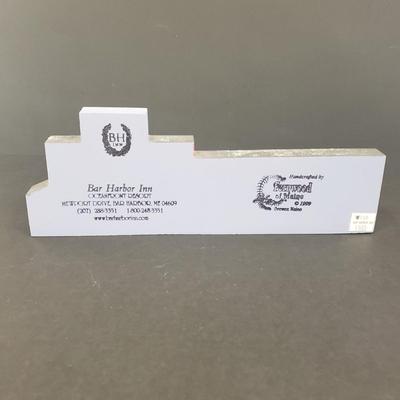 BH
INN
Bar Harbor Inn
OCEANFRONT RESORT
NEWPORT DRIVE, BAR HARBOR, ME 04609
(207) 288-3351 1-800-248-3351
www.barharborinn.com
Handcrafted by
of Maine
© 1999
Maine